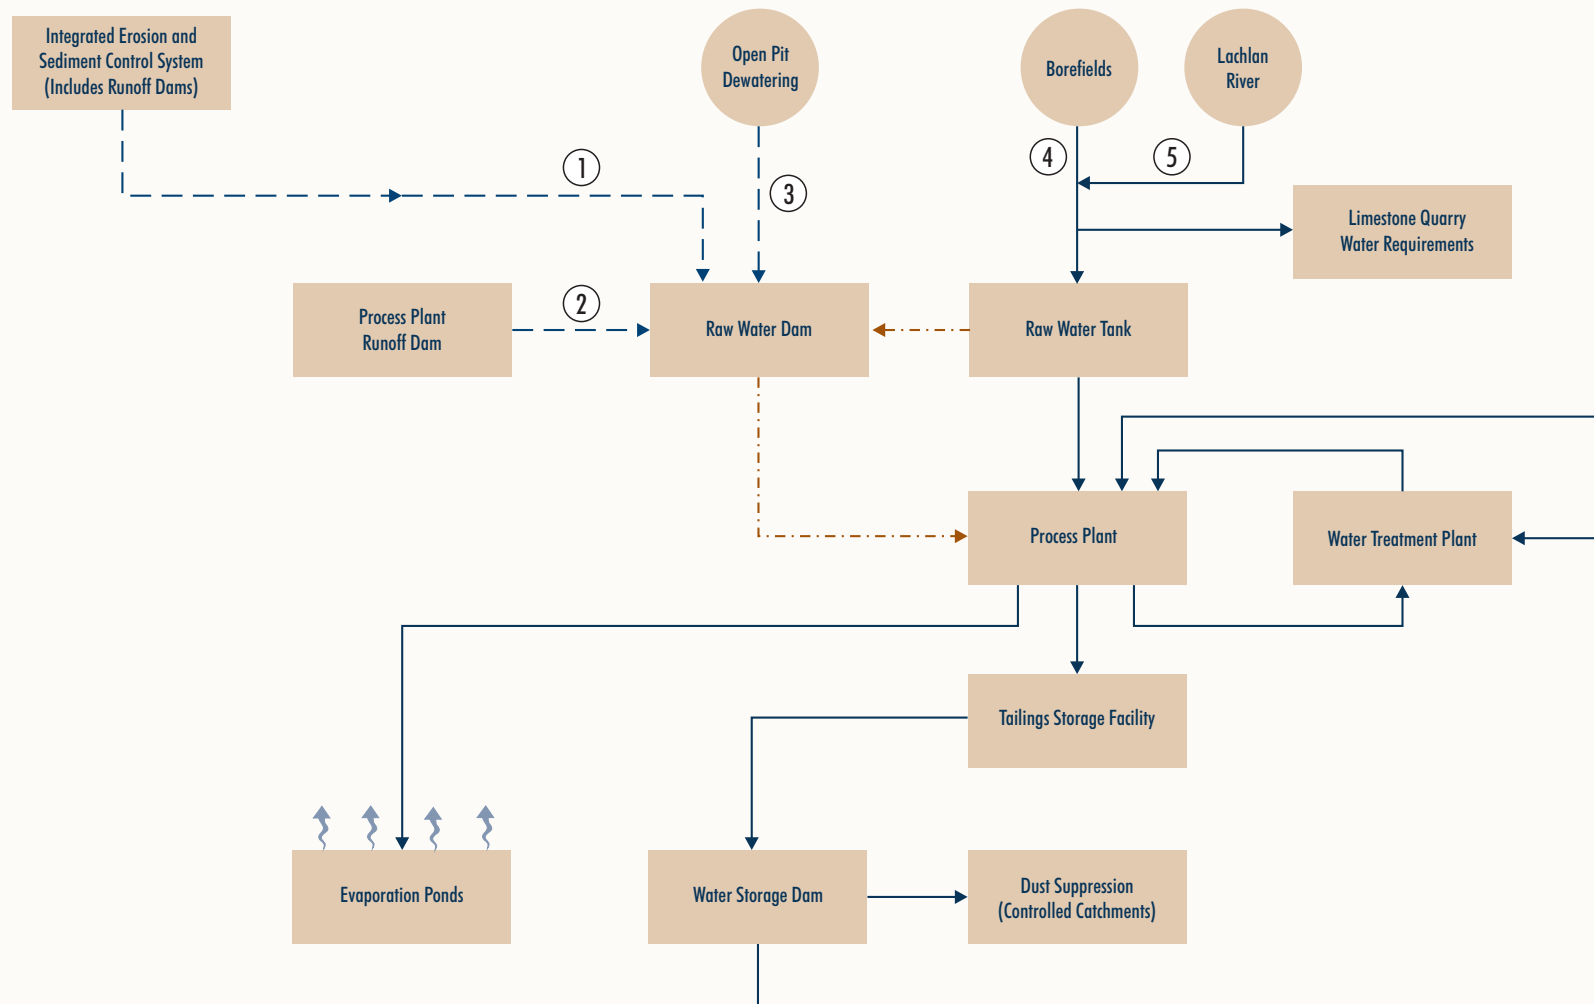 Integrated Erosion and
Sediment Control System
(Includes Runoff Dams)
Open Pit
Dewatering
Borefields
Lachlan
River
1
3
4
5
Limestone Quarry
Water Requirements
Process Plant
Runoff Dam
2
Raw Water Dam
Raw Water Tank
Process Plant
Water Treatment Plant
Tailings Storage Facility
Evaporation Ponds
Water Storage Dam
Dust Suppression
(Controlled Catchments)